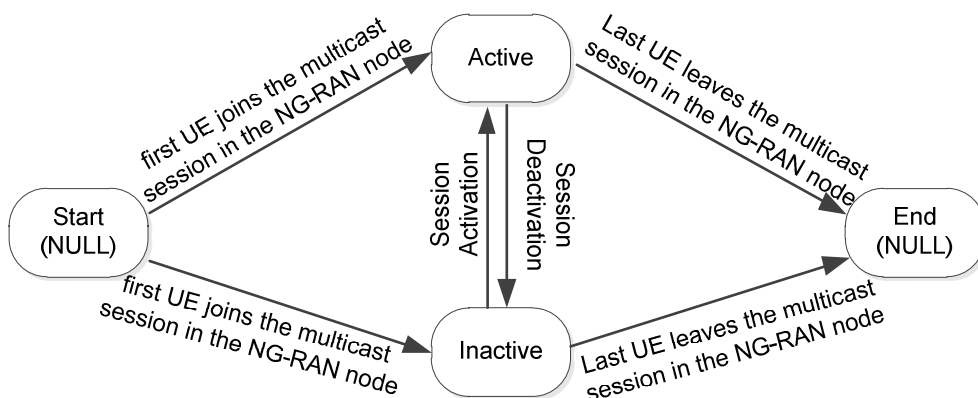 Start
(NULL)
first UE joins the multicast
session in the NG-RAN node
Active
Last UE leaves the multicast
session in the NG-RAN node
Session
Activation
Session
Deactivation
End
(NULL)
first UE joins the multicast
session in the NG-RAN node
Inactive
Last UE leaves the multicast
session in the NG-RAN node